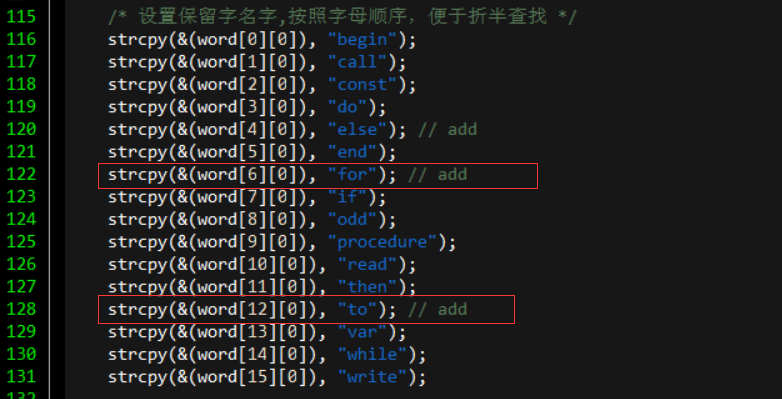 115 /* 设置保留字名字,按照字母顺序，便于折半查找 */
116 strcpy(&(word[0][0]), "begin");
117 strcpy(&(word[1][0]), "call");
118 strcpy(&(word[2][0]), "const");
119 strcpy(&(word[3][0]), "do");
120 strcpy(&(word[4][0]), "else"); // add
121 strcpy(&(word[5][0]), "end");
122 strcpy(&(word[6][0]), "for"); // add
123 strcpy(&(word[7][0]), "if");
124 strcpy(&(word[8][0]), "odd");
125 strcpy(&(word[9][0]), "procedure");
126 strcpy(&(word[10][0]), "read");
127 strcpy(&(word[11][0]), "then");
128 strcpy(&(word[12][0]), "to"); // add
129 strcpy(&(word[13][0]), "var");
130 strcpy(&(word[14][0]), "while");
131 strcpy(&(word[15][0]), "write");
132